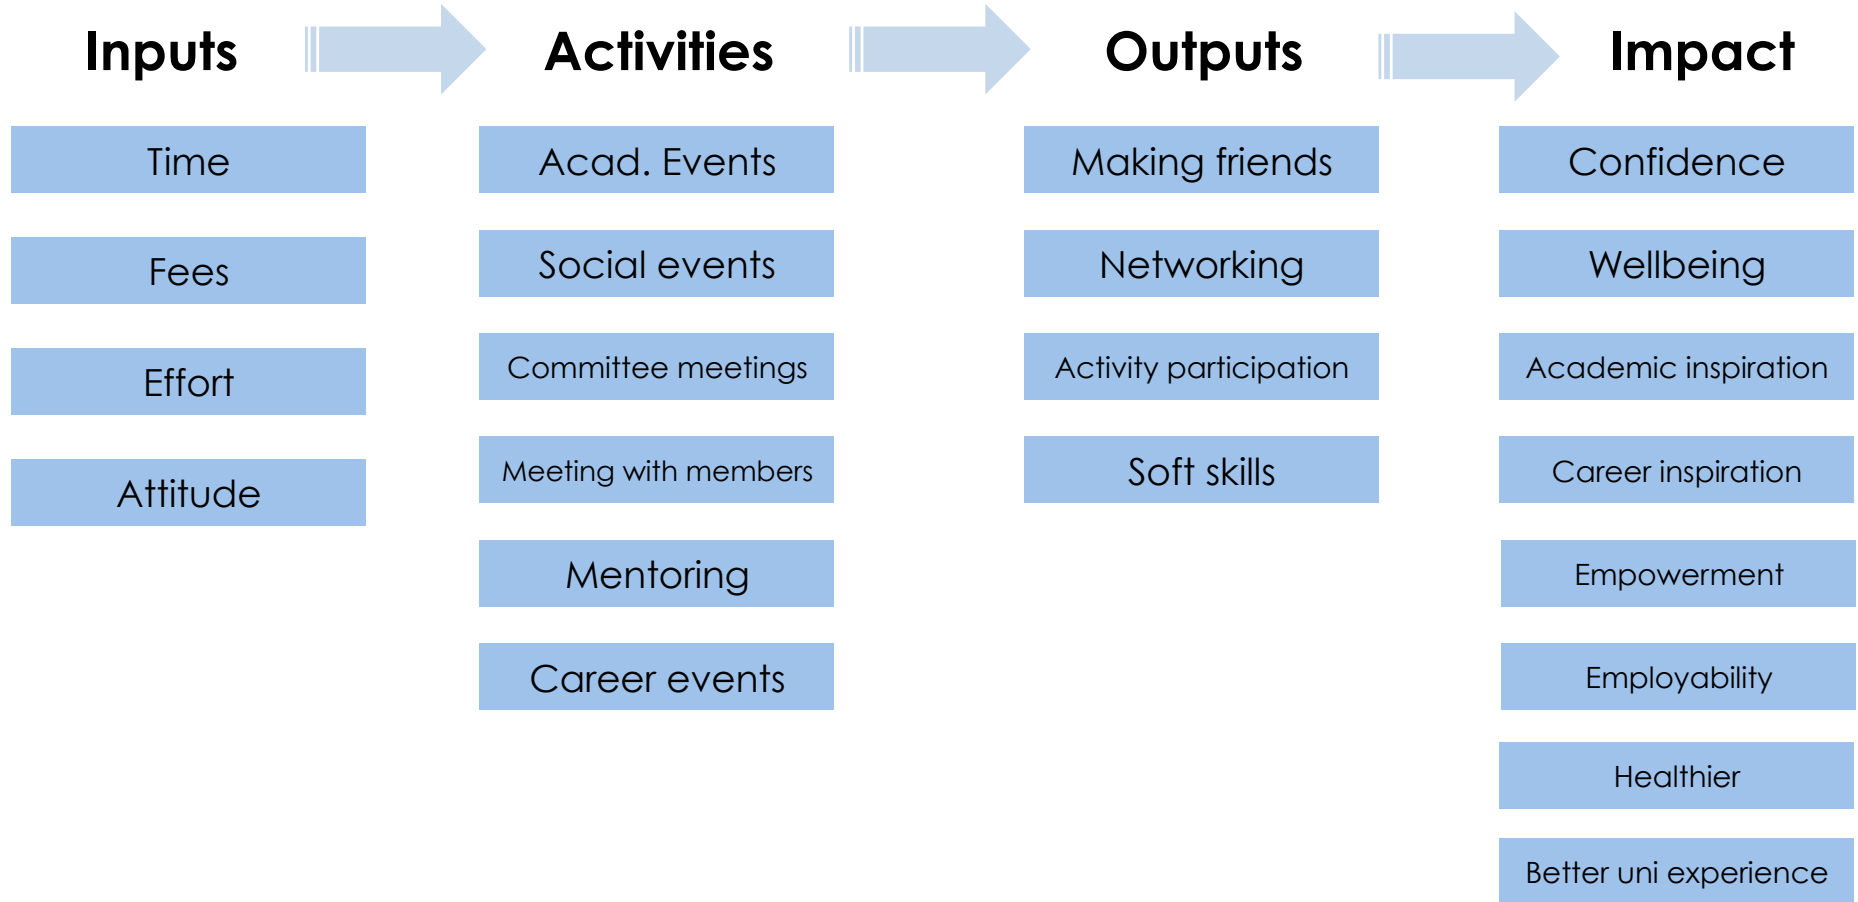 Inputs
Activities
Outputs
Impact
Time
Fees
Effort
Attitude
Acad. Events
Social events
Committee meetings
Meeting with members
Mentoring
Career events
Making friends
Networking
Activity participation
Soft skills
Confidence
Wellbeing
Academic inspiration
Career inspiration
Empowerment
Employability
Healthier
Better uni experience